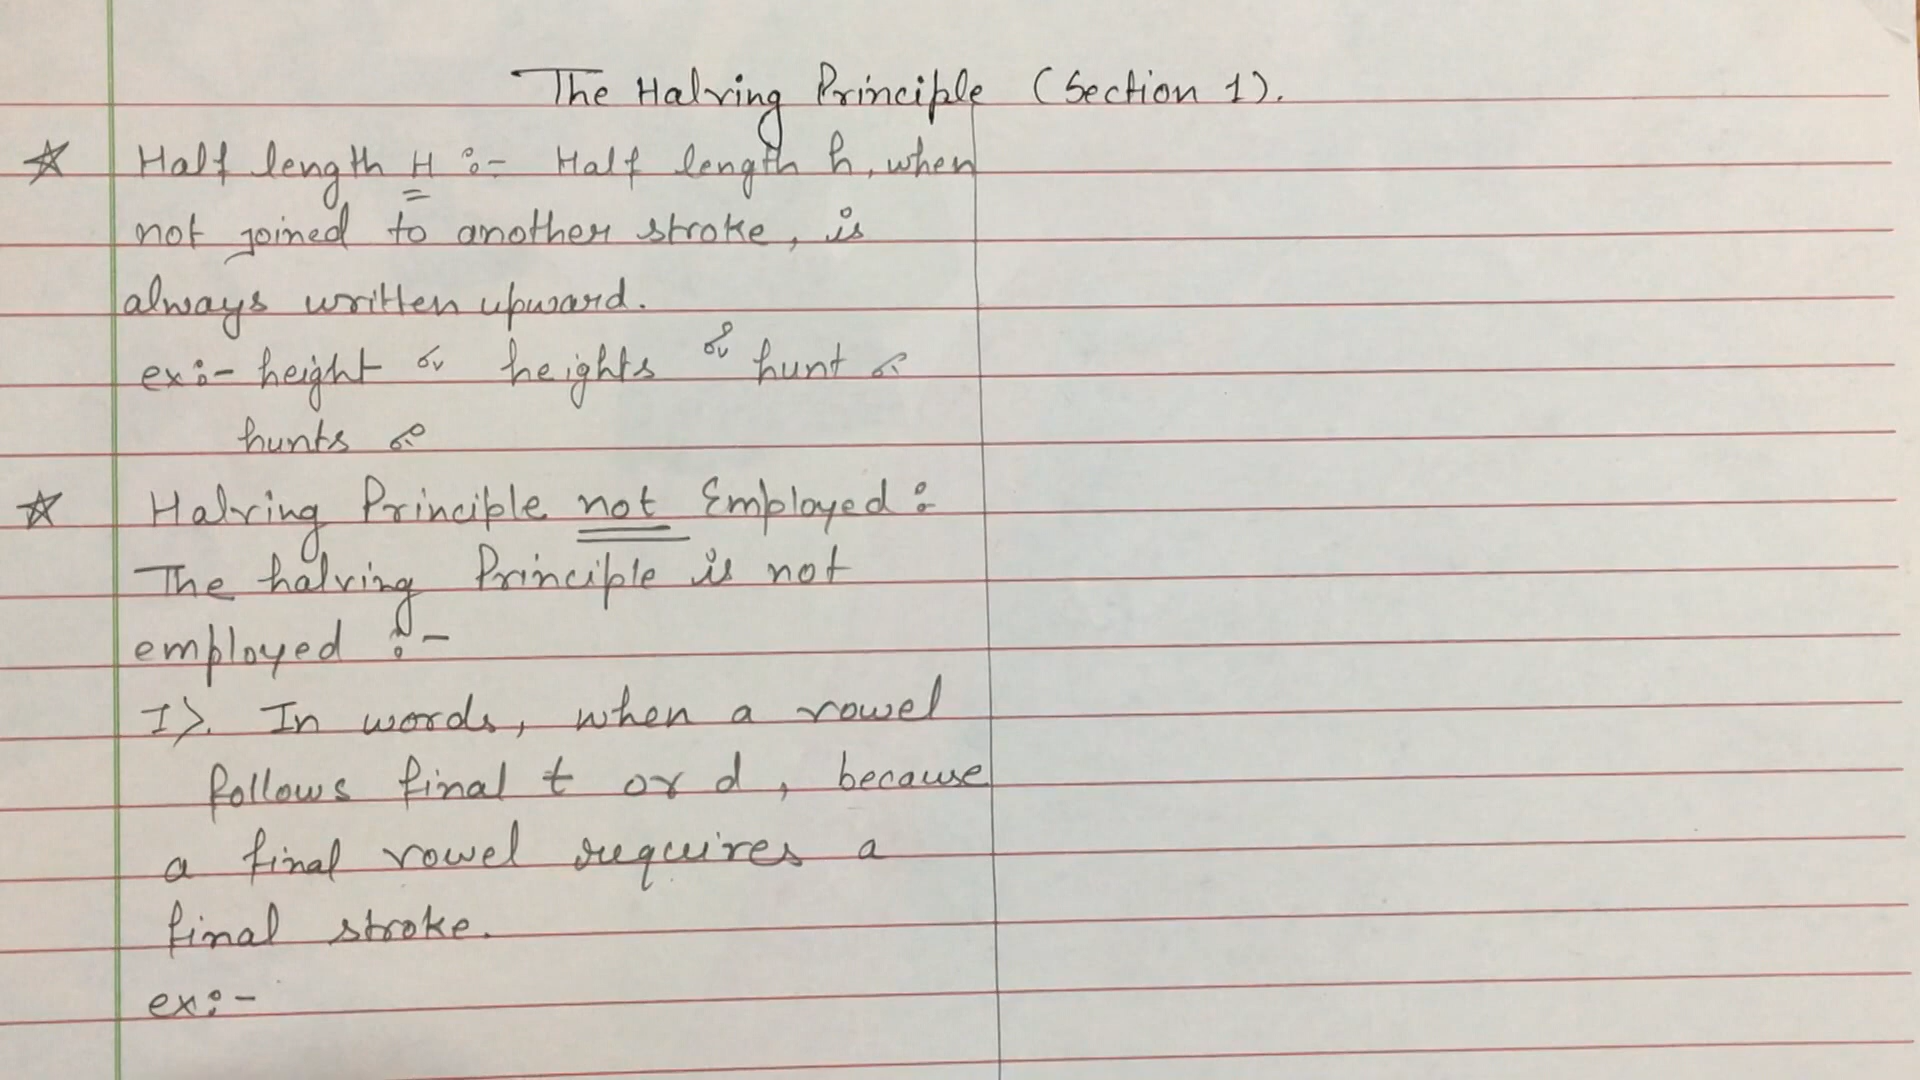 The Halving Principle (Section 1).
☆ Half length H :- Half length h, when
not joined to another stroke, is
always written upward.
ex:- height heights hunt
hunts
☆ Halving Principle not Employed :
The halving Principle is not
employed :-
I>. In words, when a vowel
follows final t or d, because
a final vowel requires a
final stroke.
ex:-